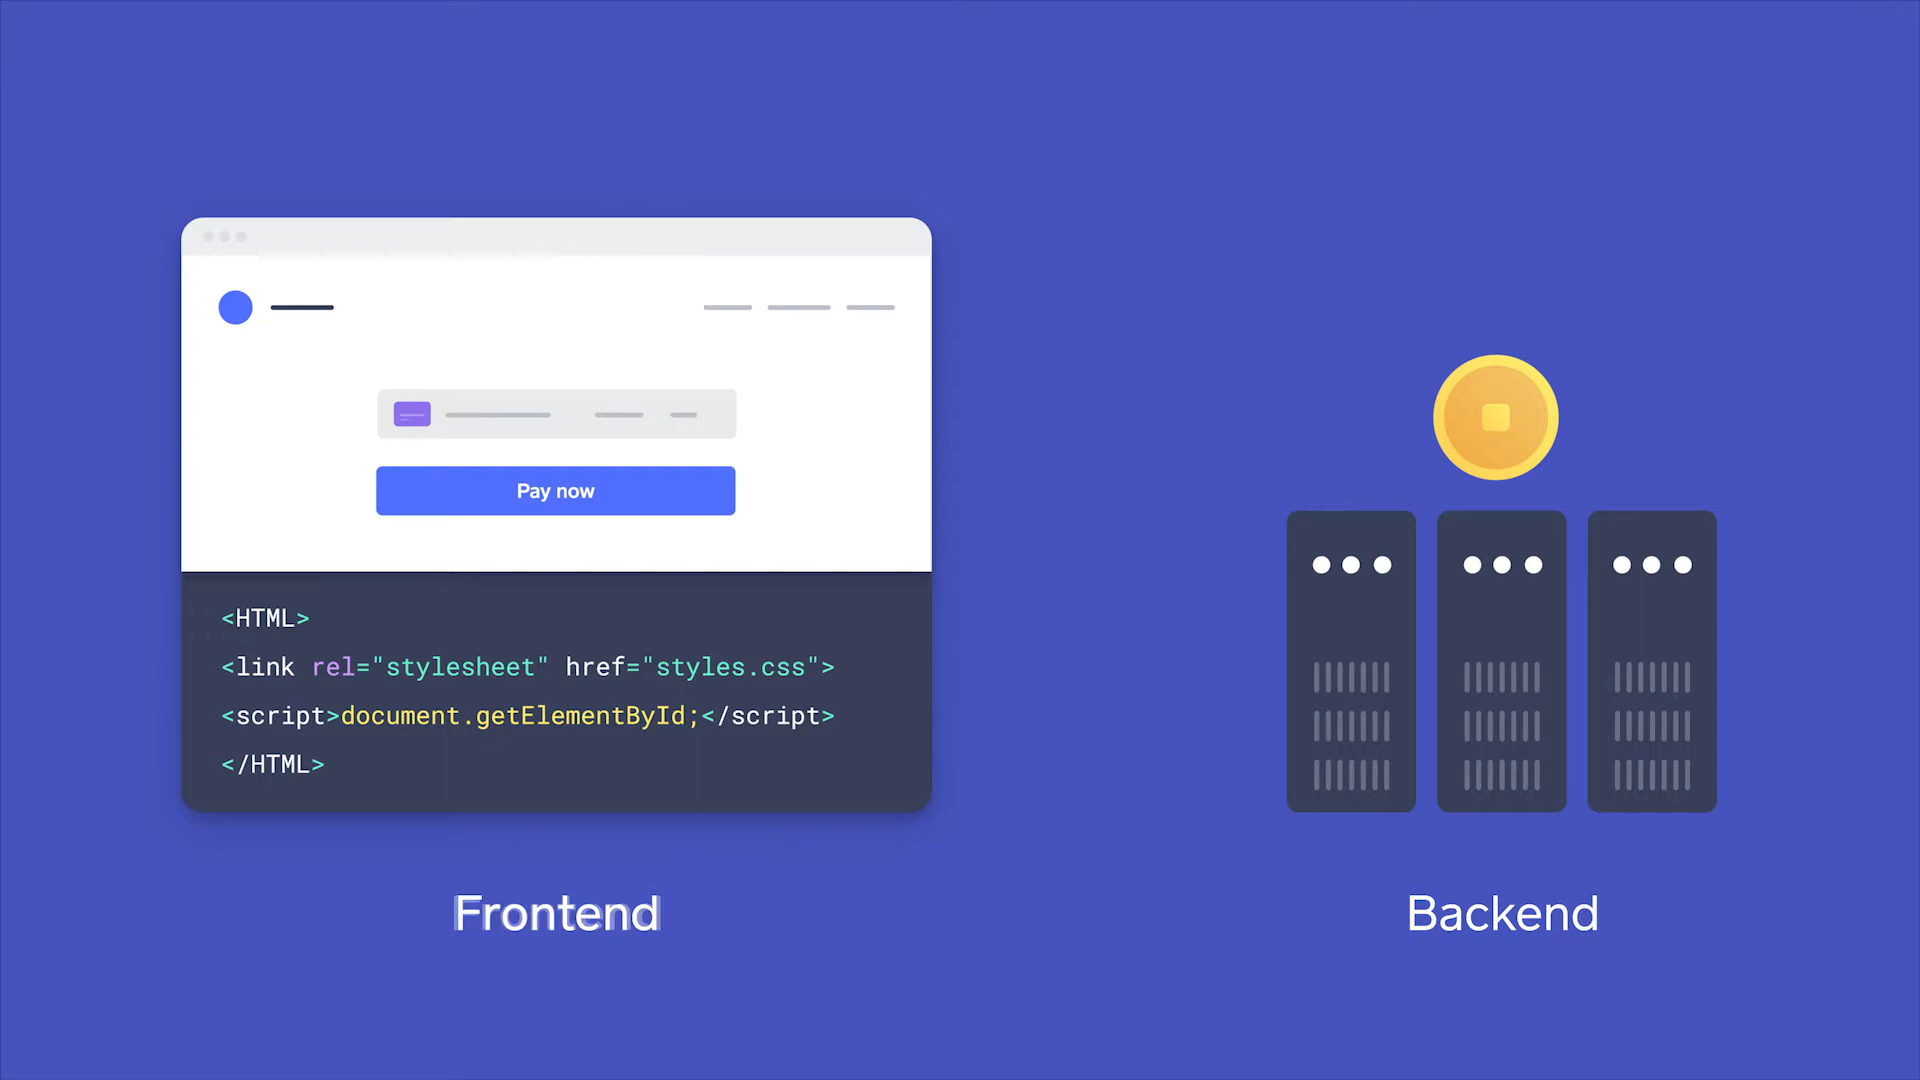 Pay now
<HTML>
<link rel="stylesheet" href="styles.css">
<script>document.getElementById;</script>
</HTML>
Frontend
Backend